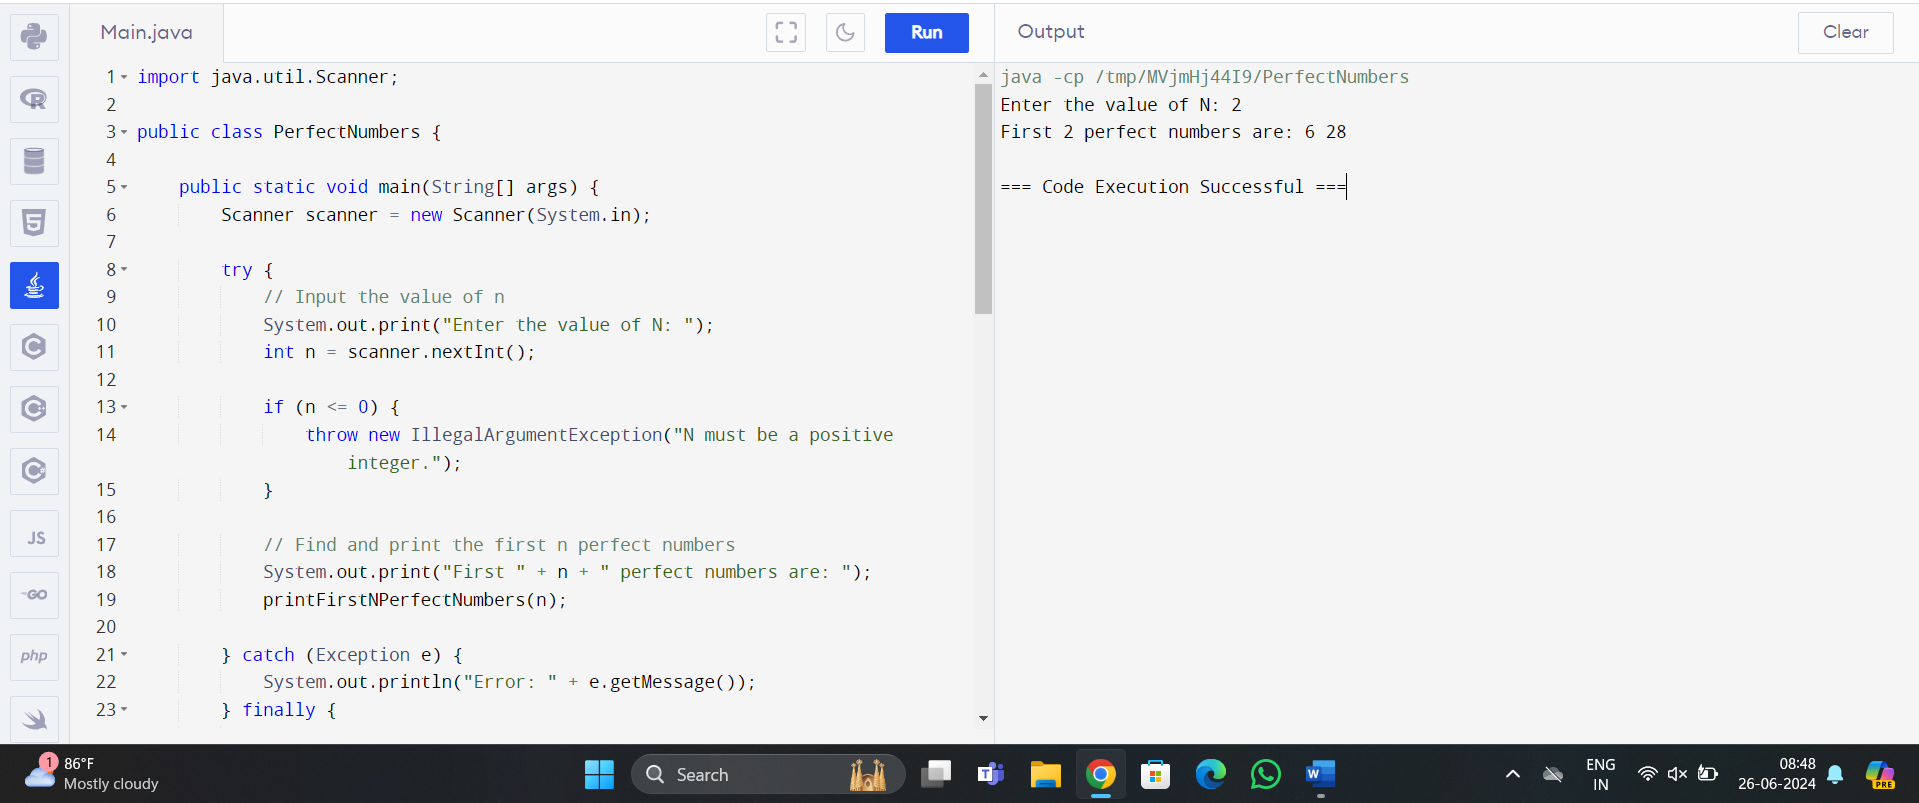 Main.java
Run
Output
Clear
1 import java.util.Scanner;
2
3 public class PerfectNumbers {
4
5 public static void main(String[] args) {
6 Scanner scanner = new Scanner(System.in);
7
8 try {
9 // Input the value of n
10 System.out.print("Enter the value of N: ");
11 int n = scanner.nextInt();
12
13 if (n <= 0) {
14 throw new IllegalArgumentException("N must be a positive
integer.");
15 }
16
17 // Find and print the first n perfect numbers
18 System.out.print("First " + n + " perfect numbers are: ");
19 printFirstNPerfectNumbers(n);
20
21 } catch (Exception e) {
22 System.out.println("Error: " + e.getMessage());
23 } finally {
java -cp /tmp/MVjmHj44I9/PerfectNumbers
Enter the value of N: 2
First 2 perfect numbers are: 6 28
=== Code Execution Successful ===
R
5
C
C
C
JS
GO
php
1
86°F
Mostly cloudy
Search
T
W
ENG
IN
08:48
26-06-2024
PRE